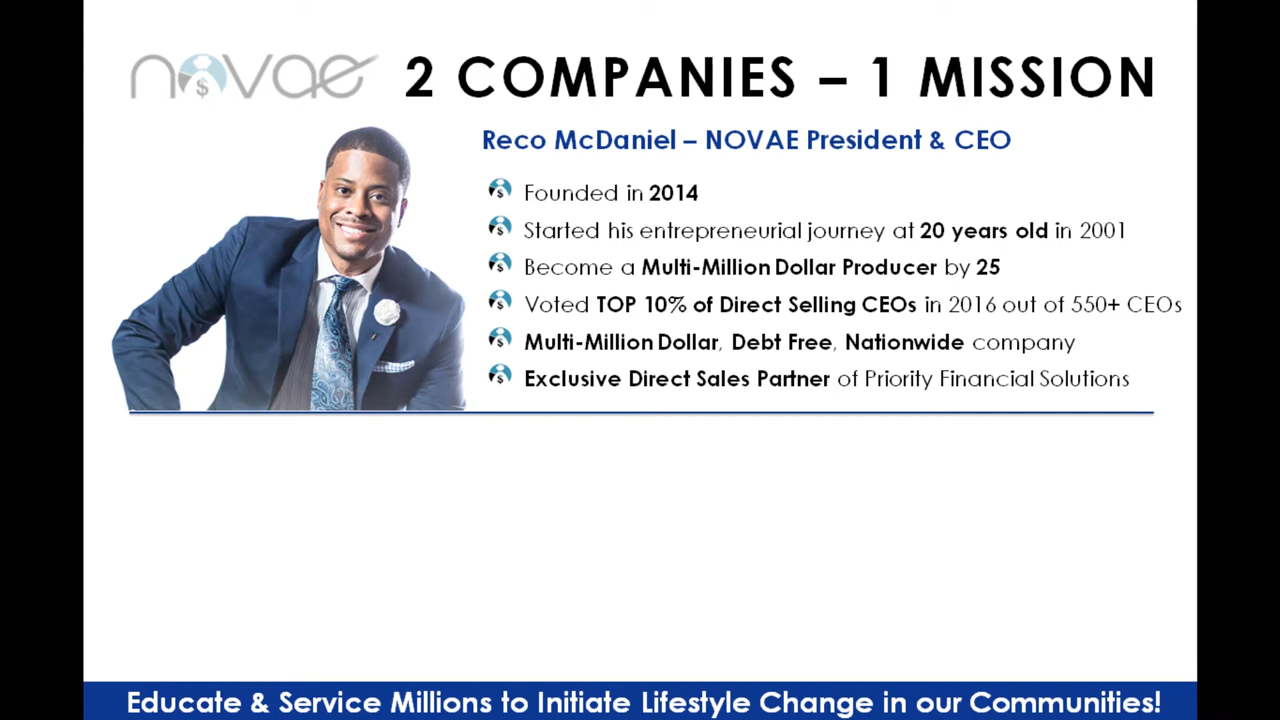 novae 2 COMPANIES – 1 MISSION
Reco McDaniel – NOVAE President & CEO
Founded in 2014
Started his entrepreneurial journey at 20 years old in 2001
Become a Multi-Million Dollar Producer by 25
Voted TOP 10% of Direct Selling CEOs in 2016 out of 550+ CEOs
Multi-Million Dollar, Debt Free, Nationwide company
Exclusive Direct Sales Partner of Priority Financial Solutions
Educate & Service Millions to Initiate Lifestyle Change in our Communities!